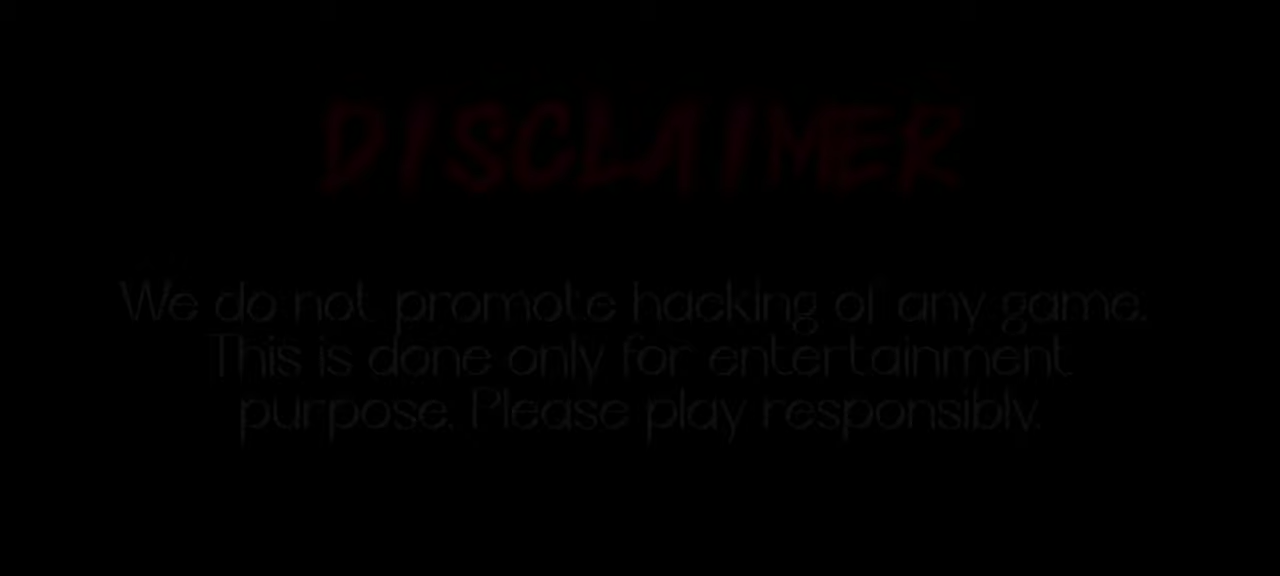 DISCLAIMER
We do not promote hacking of any game.
This is done only for entertainment
purpose. Please play responsibly.